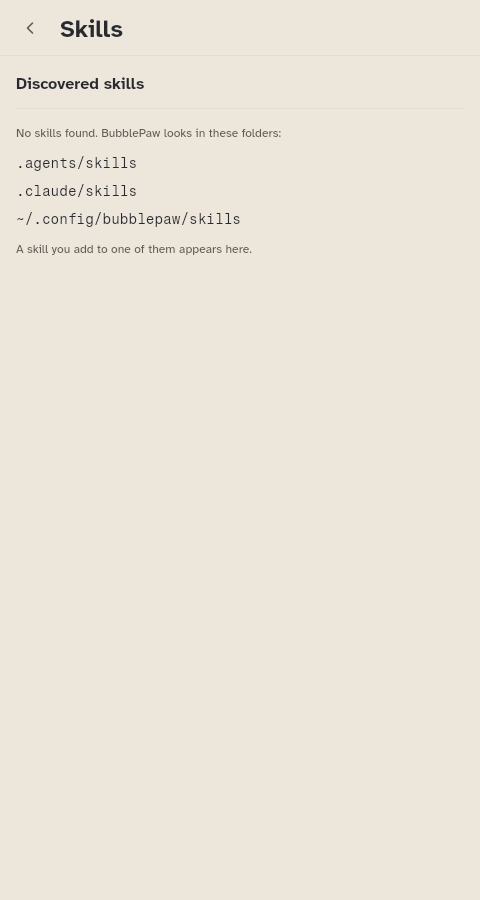 Skills
Discovered skills
No skills found. BubblePaw looks in these folders:
.agents/skills
.claude/skills
~/.config/bubblepaw/skills
A skill you add to one of them appears here.